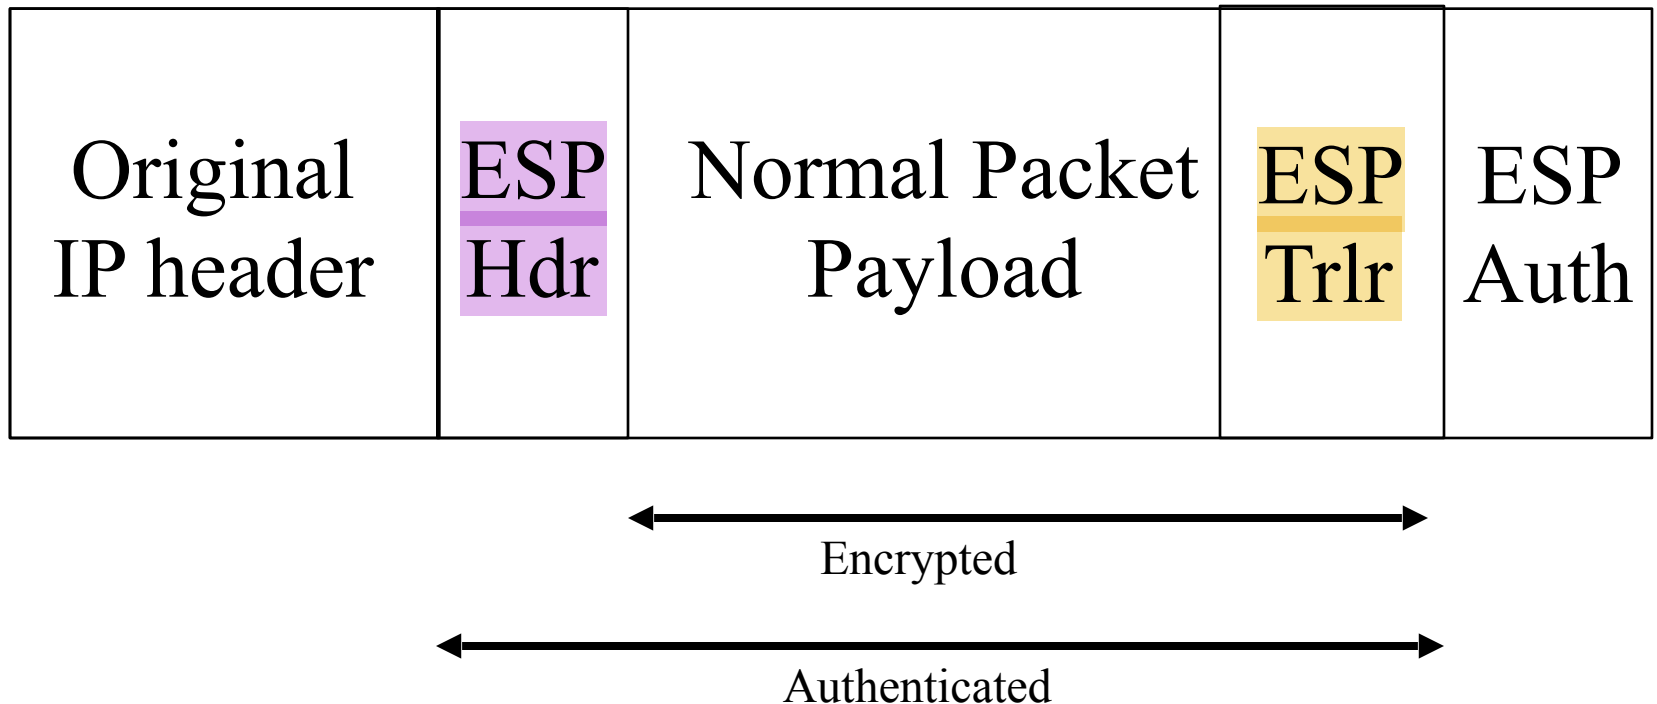 Original
IP header
ESP
Hdr
Normal Packet
Payload
ESP
Trlr
ESP
Auth
Encrypted
Authenticated